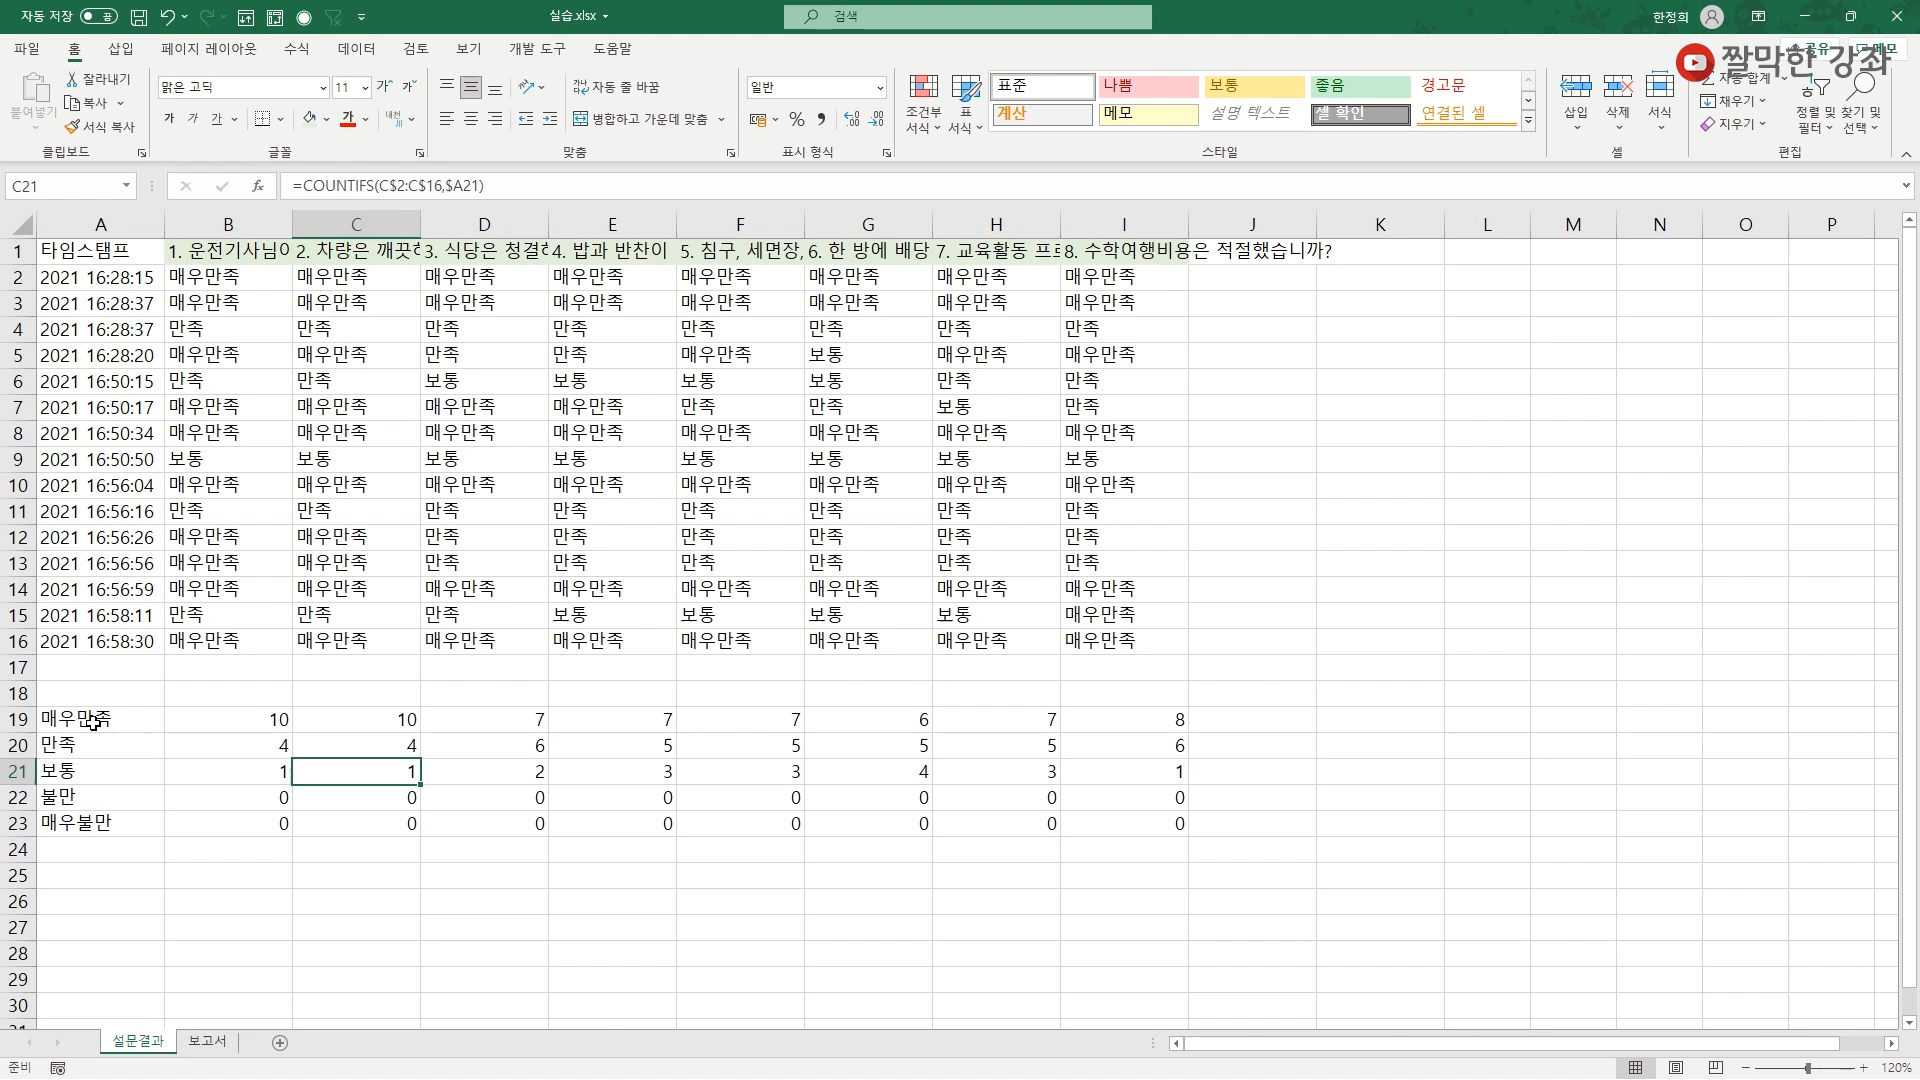 자동 저장 끔 실습.xlsx 검색 한정희
파일 홈 삽입 페이지 레이아웃 수식 데이터 검토 보기 개발 도구 도움말
짤막한 강좌
붙여넣기 잘라내기 복사 서식 복사 클립보드
맑은 고딕 11 가 가 가 가 가 가 내천 글꼴
자동 줄 바꿈 병합하고 가운데 맞춤 맞춤
일반 % 표시 형식
조건부 서식 표 서식 표준 나쁨 보통 좋음 경고문
계산 메모 설명 텍스트 셀 확인 연결된 셀
스타일
삽입 삭제 서식 셀
자동 합계 채우기 지우기 정렬 및 필터 찾기 및 선택 편집
C21 fx =COUNTIFS(C$2:C$16,$A21)
A B C D E F G H I J K L M N O P
1 타임스탬프 1. 운전기사님이 2. 차량은 깨끗 3. 식당은 청결 4. 밥과 반찬이 5. 침구, 세면장, 6. 한 방에 배당 7. 교육활동 8. 수학여행비용은 적절했습니까?
2 2021 16:28:15 매우만족 매우만족 매우만족 매우만족 매우만족 매우만족 매우만족 매우만족
3 2021 16:28:37 매우만족 매우만족 매우만족 매우만족 매우만족 매우만족 매우만족 매우만족
4 2021 16:28:37 만족 만족 만족 만족 만족 만족 만족 만족
5 2021 16:28:20 매우만족 매우만족 만족 만족 매우만족 보통 매우만족 매우만족
6 2021 16:50:15 만족 만족 보통 보통 보통 보통 만족 만족
7 2021 16:50:17 매우만족 매우만족 매우만족 매우만족 만족 만족 보통 만족
8 2021 16:50:34 매우만족 매우만족 매우만족 매우만족 매우만족 매우만족 매우만족 매우만족
9 2021 16:50:50 보통 보통 보통 보통 보통 보통 보통 보통
10 2021 16:56:04 매우만족 매우만족 매우만족 매우만족 매우만족 매우만족 매우만족 매우만족
11 2021 16:56:16 만족 만족 만족 만족 만족 만족 만족 만족
12 2021 16:56:26 매우만족 매우만족 만족 만족 만족 만족 만족 만족
13 2021 16:56:56 매우만족 매우만족 만족 만족 만족 만족 만족 만족
14 2021 16:56:59 매우만족 매우만족 매우만족 매우만족 매우만족 매우만족 매우만족 매우만족
15 2021 16:58:11 만족 만족 만족 보통 보통 보통 보통 매우만족
16 2021 16:58:30 매우만족 매우만족 매우만족 매우만족 매우만족 매우만족 매우만족 매우만족
17
18
19 매우만족 10 10 7 7 7 6 7 8
20 만족 4 4 6 5 5 5 5 6
21 보통 1 1 2 3 3 4 3 1
22 불만 0 0 0 0 0 0 0 0
23 매우불만 0 0 0 0 0 0 0 0
24
25
26
27
28
29
30
설문결과 보고서
준비 120%